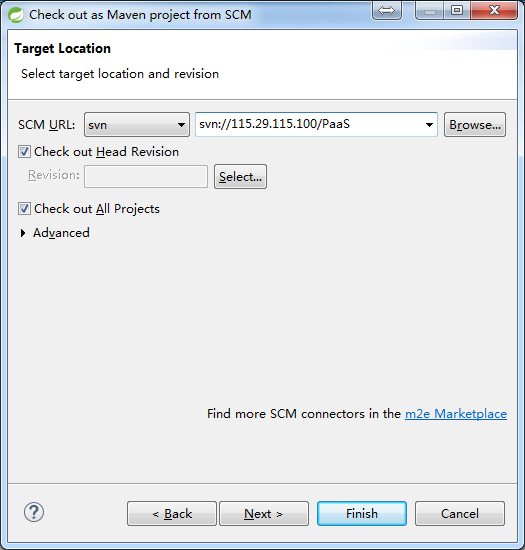 Check out as Maven project from SCM
Target Location
Select target location and revision
SCM URL: svn svn://115.29.115.100/PaaS Browse...
Check out Head Revision
Revision: Select...
Check out All Projects
Advanced
Find more SCM connectors in the m2e Marketplace
? < Back Next > Finish Cancel